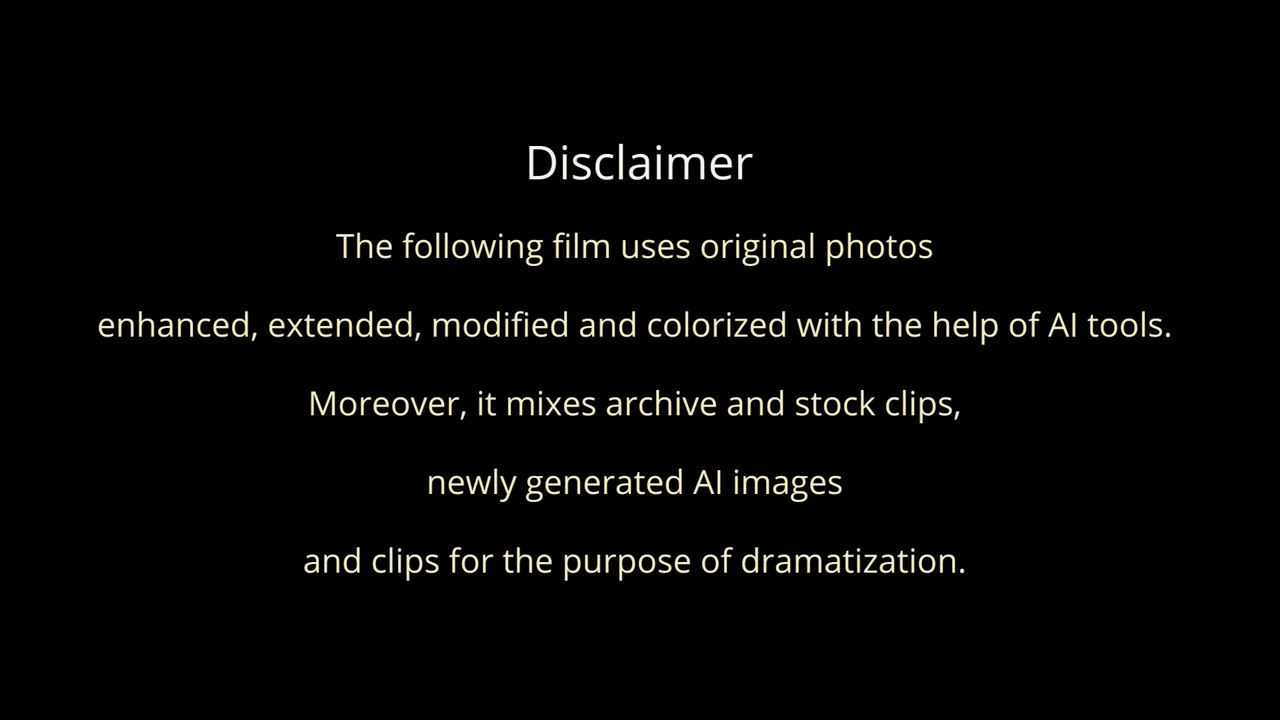 Disclaimer
The following film uses original photos
enhanced, extended, modified and colorized with the help of AI tools.
Moreover, it mixes archive and stock clips,
newly generated AI images
and clips for the purpose of dramatization.